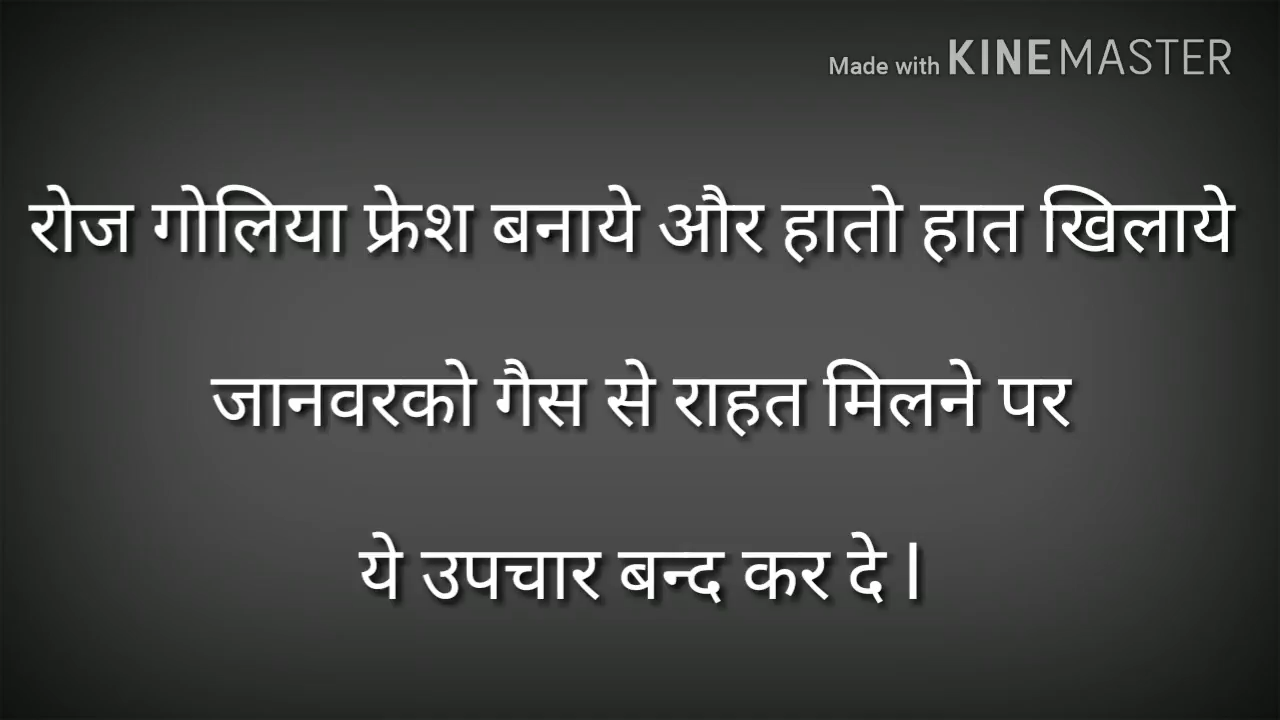 Made with KINEMASTER
रोज गोलिया फ्रेश बनाये और हातो हात खिलाये
जानवरको गैस से राहत मिलने पर
ये उपचार बन्द कर दे l